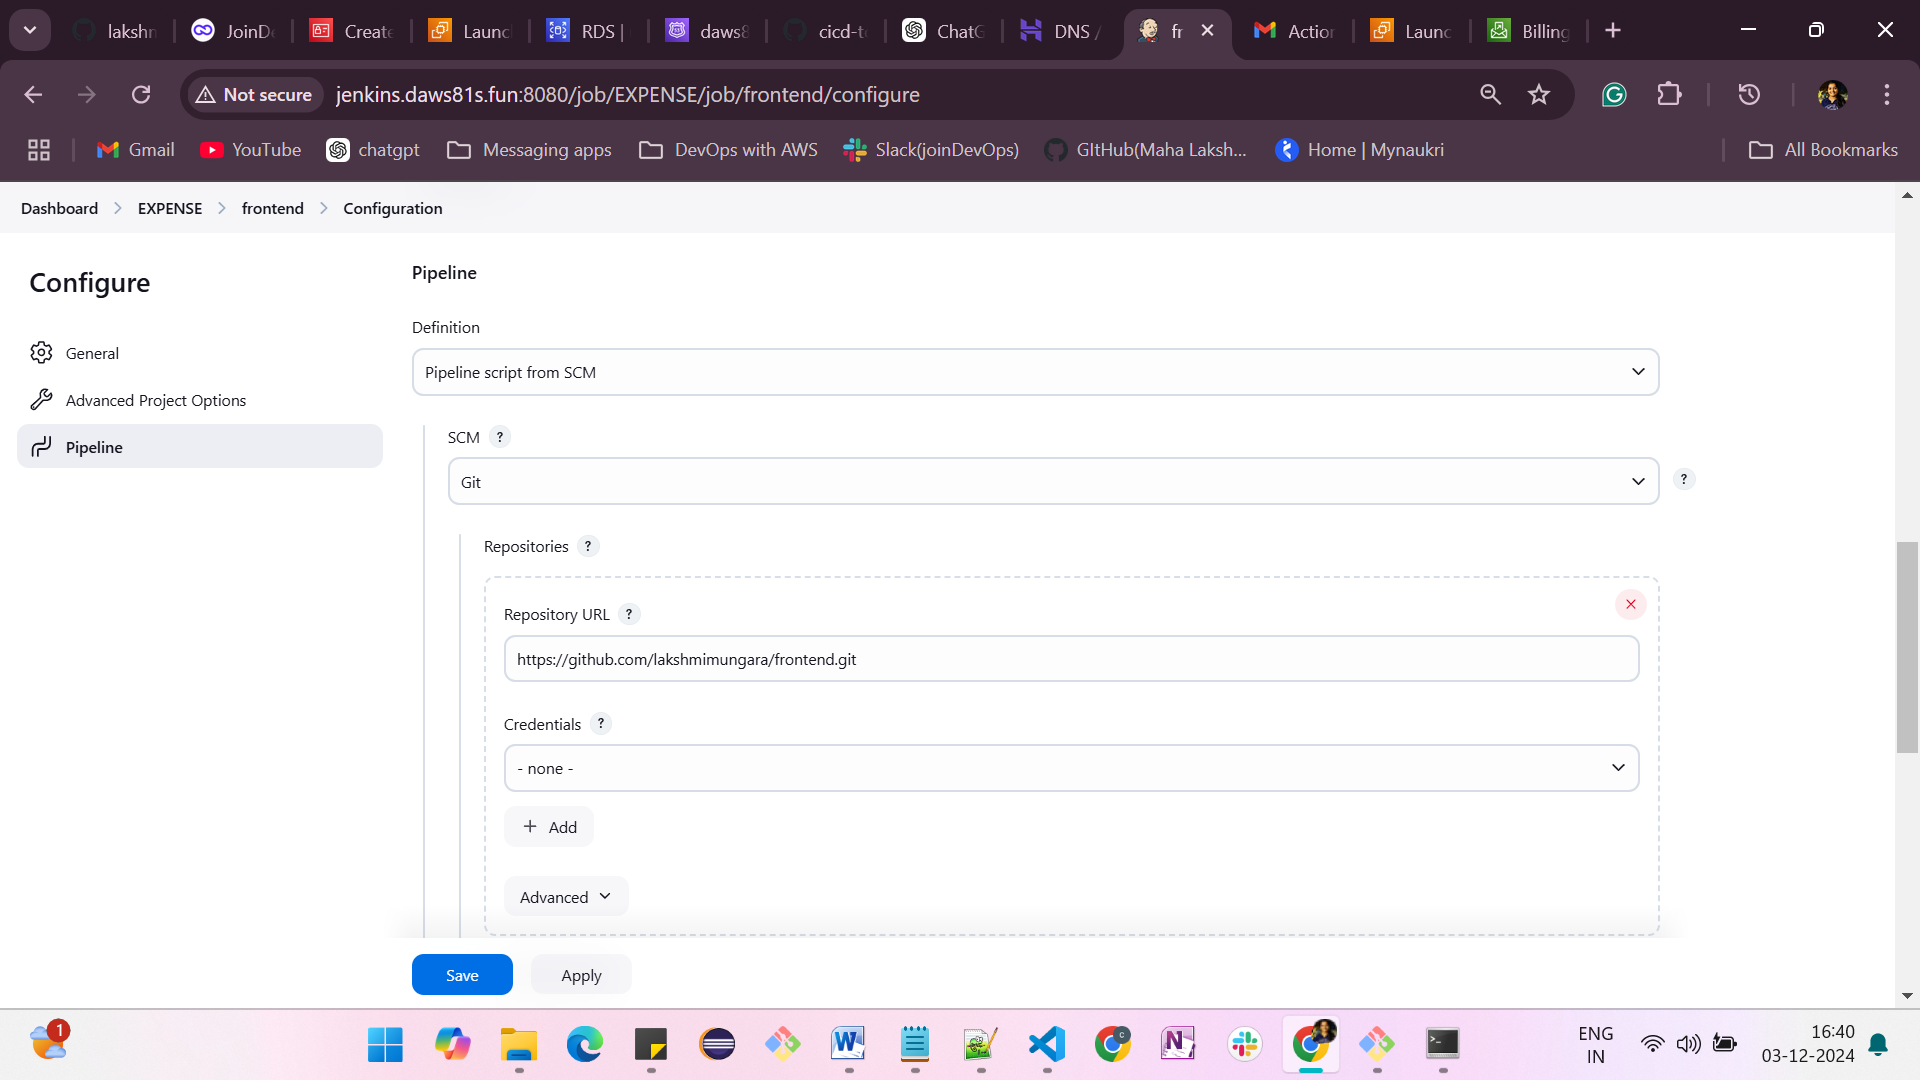 lakshn
JoinDe
Create
Launc
RDS |
daws8
cicd-t
ChatG
DNS /
fr
Action
Launc
Billing
Not secure
jenkins.daws81s.fun:8080/job/EXPENSE/job/frontend/configure
Gmail
YouTube
chatgpt
Messaging apps
DevOps with AWS
Slack(joinDevOps)
GItHub(Maha Laksh...
Home | Mynaukri
All Bookmarks
Dashboard
EXPENSE
frontend
Configuration
Configure
General
Advanced Project Options
Pipeline
Pipeline
Definition
Pipeline script from SCM
SCM ?
Git
?
Repositories ?
Repository URL ?
https://github.com/lakshmimungara/frontend.git
Credentials ?
- none -
+ Add
Advanced
Save
Apply
1
ENG
IN
16:40
03-12-2024